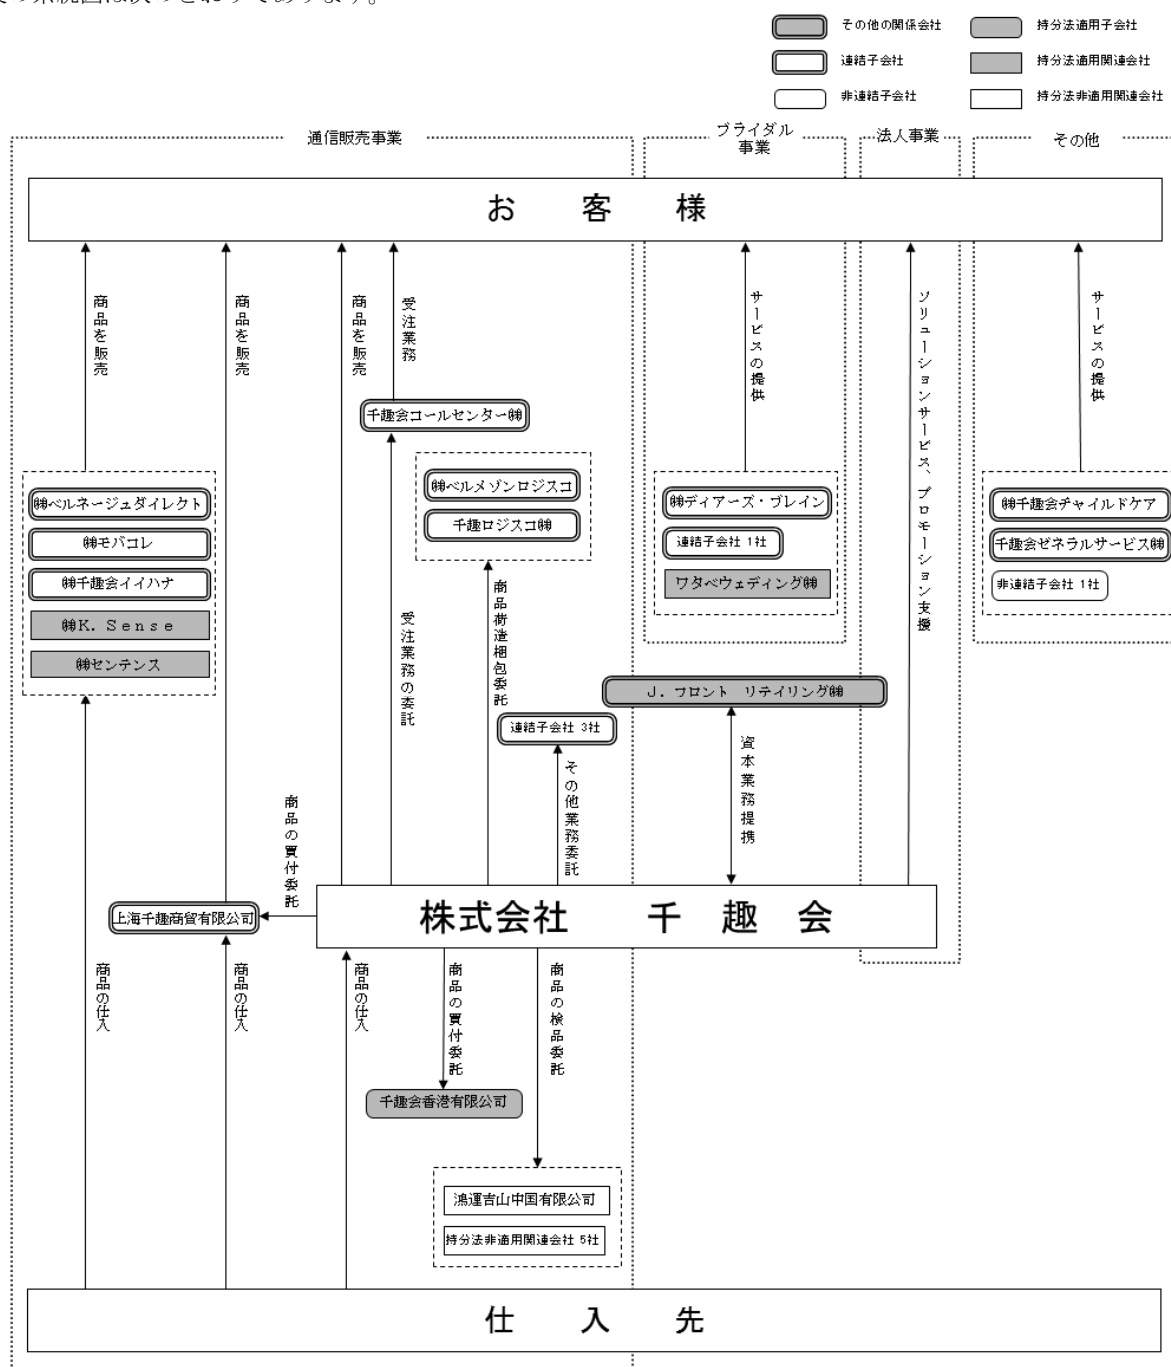 その他の関係会社
持分法適用子会社
連結子会社
持分法適用関連会社
非連結子会社
持分法非適用関連会社
通信販売事業
ブライダル
事業
法人事業
その他
お客様
商品を販売
商品を販売
商品を販売
受注業務
サービスの提供
ソリューションサービス、プロモーション支援
サービスの提供
千趣会コールセンター㈱
㈱ベルネージュダイレクト
㈱モバコレ
㈱千趣会イイハナ
㈱K.Sense
㈱センテンス
㈱ベルメゾンロジスコ
千趣ロジスコ㈱
㈱ディアーズ・ブレイン
連結子会社 1社
ワタベウェディング㈱
㈱千趣会チャイルドケア
千趣会ゼネラルサービス㈱
非連結子会社 1社
受注業務の委託
商品荷造梱包委託
J.フロント リテイリング㈱
連結子会社 3社
その他業務委託
資本業務提携
商品の買付委託
上海千趣商貿有限公司
株式会社 千趣会
商品の仕入
商品の仕入
商品の仕入
商品の買付委託
商品の検品委託
千趣会香港有限公司
鴻運吉山中国有限公司
持分法非適用関連会社 5社
仕入先